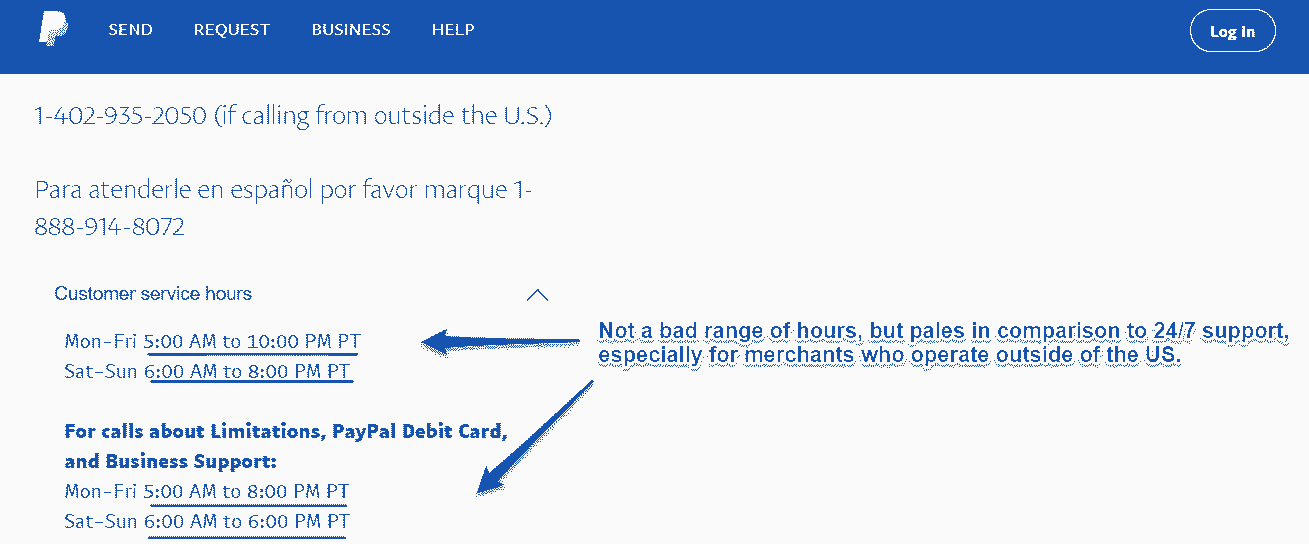 SEND REQUEST BUSINESS HELP Log In
1-402-935-2050 (if calling from outside the U.S.)
Para atenderle en español por favor marque 1-
888-914-8072
Customer service hours
Mon-Fri 5:00 AM to 10:00 PM PT
Sat-Sun 6:00 AM to 8:00 PM PT
Not a bad range of hours, but pales in comparison to 24/7 support,
especially for merchants who operate outside of the US.
For calls about Limitations, PayPal Debit Card,
and Business Support:
Mon-Fri 5:00 AM to 8:00 PM PT
Sat-Sun 6:00 AM to 6:00 PM PT